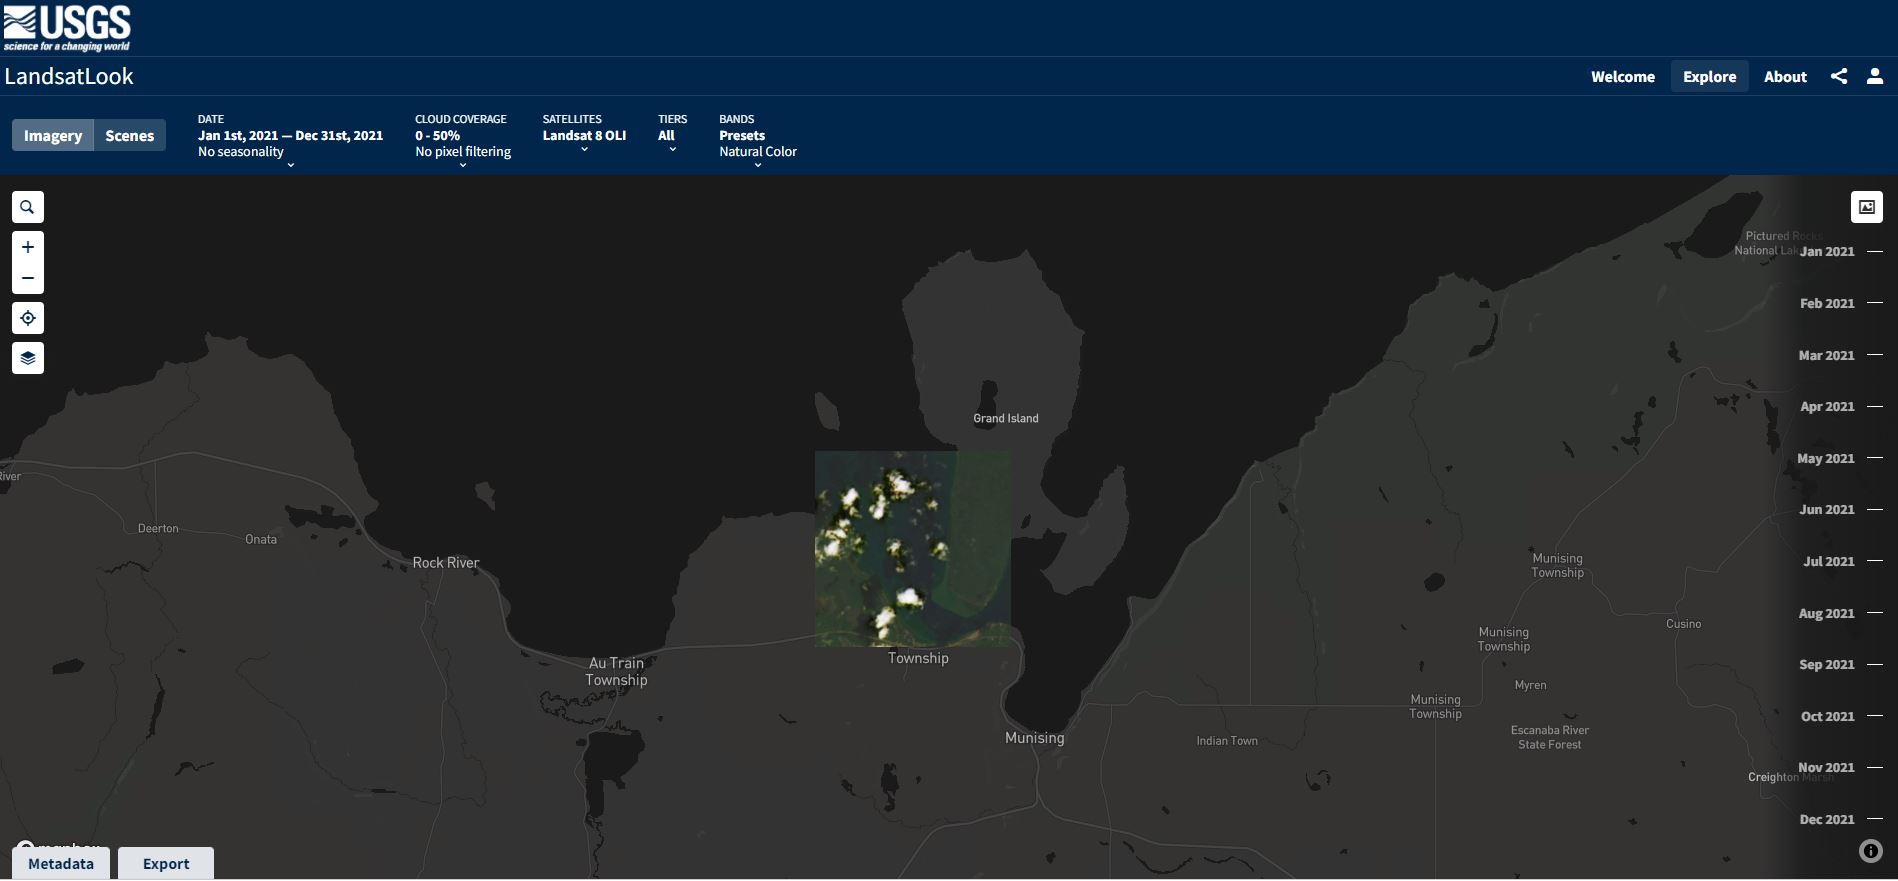 USGS
science for a changing world
LandsatLook
Welcome
Explore
About
Imagery
Scenes
DATE
Jan 1st, 2021 — Dec 31st, 2021
No seasonality
CLOUD COVERAGE
0 - 50%
No pixel filtering
SATELLITES
Landsat 8 OLI
TIERS
All
BANDS
Presets
Natural Color
Pictured Rocks
Jan 2021
Feb 2021
Mar 2021
Apr 2021
May 2021
Jun 2021
Jul 2021
Aug 2021
Sep 2021
Oct 2021
Nov 2021
Dec 2021
Grand Island
River
Deerton
Onata
Rock River
Au Train
Township
Township
Munising
Munising
Township
Munising
Township
Munising
Township
Cusino
Myren
Indian Town
Escanaba River
State Forest
Creighton Marsh
mapbox
Metadata
Export